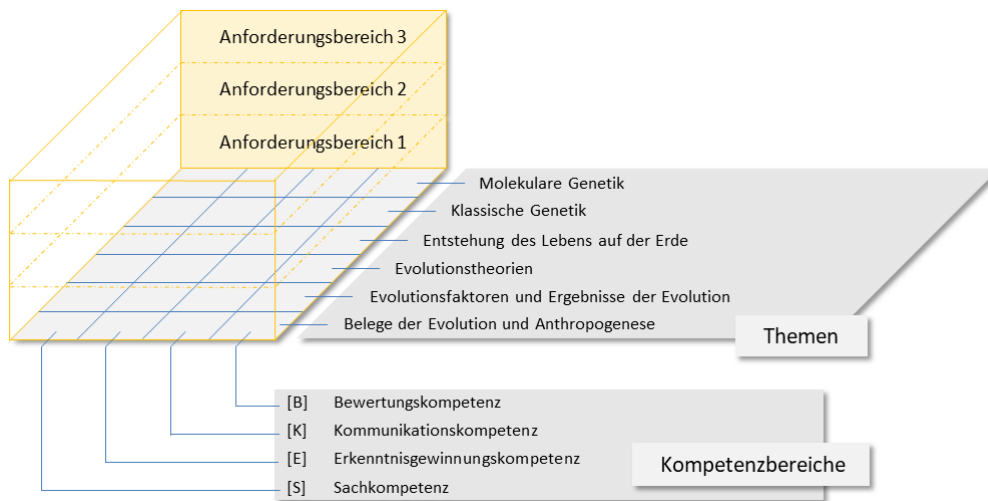 Anforderungsbereich 3
Anforderungsbereich 2
Anforderungsbereich 1
Molekulare Genetik
Klassische Genetik
Entstehung des Lebens auf der Erde
Evolutionstheorien
Evolutionsfaktoren und Ergebnisse der Evolution
Belege der Evolution und Anthropogenese
Themen
[B] Bewertungskompetenz
[K] Kommunikationskompetenz
[E] Erkenntnisgewinnungskompetenz
[S] Sachkompetenz
Kompetenzbereiche